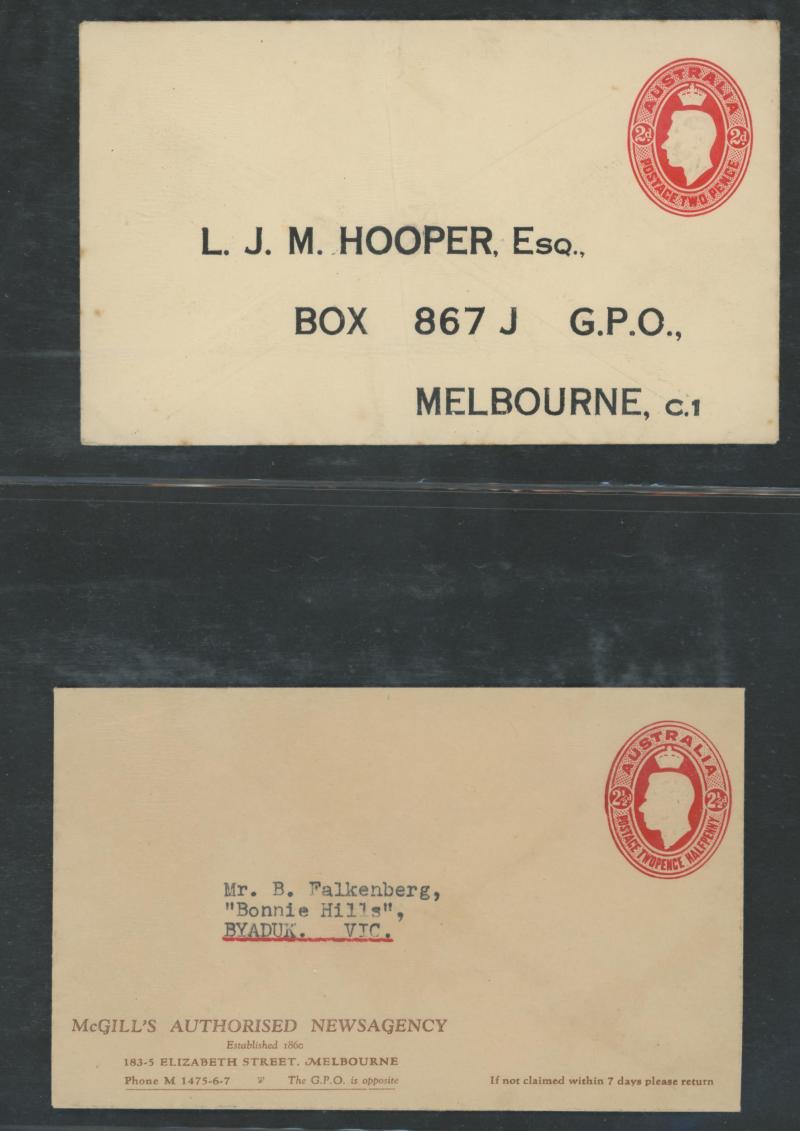 AUSTRALIA
2d 2d
POSTAGE TWO PENCE
L. J. M. HOOPER, ESQ.,
BOX 867 J G.P.O.,
MELBOURNE, C.1
AUSTRALIA
2½d 2½d
POSTAGE TWOPENCE HALFPENNY
Mr. B. Falkenberg,
"Bonnie Hills",
BYADUK. VIC.
McGILL'S AUTHORISED NEWSAGENCY
Established 1860
183-5 ELIZABETH STREET, MELBOURNE
Phone M 1475-6-7 The G.P.O. is opposite
If not claimed within 7 days please return